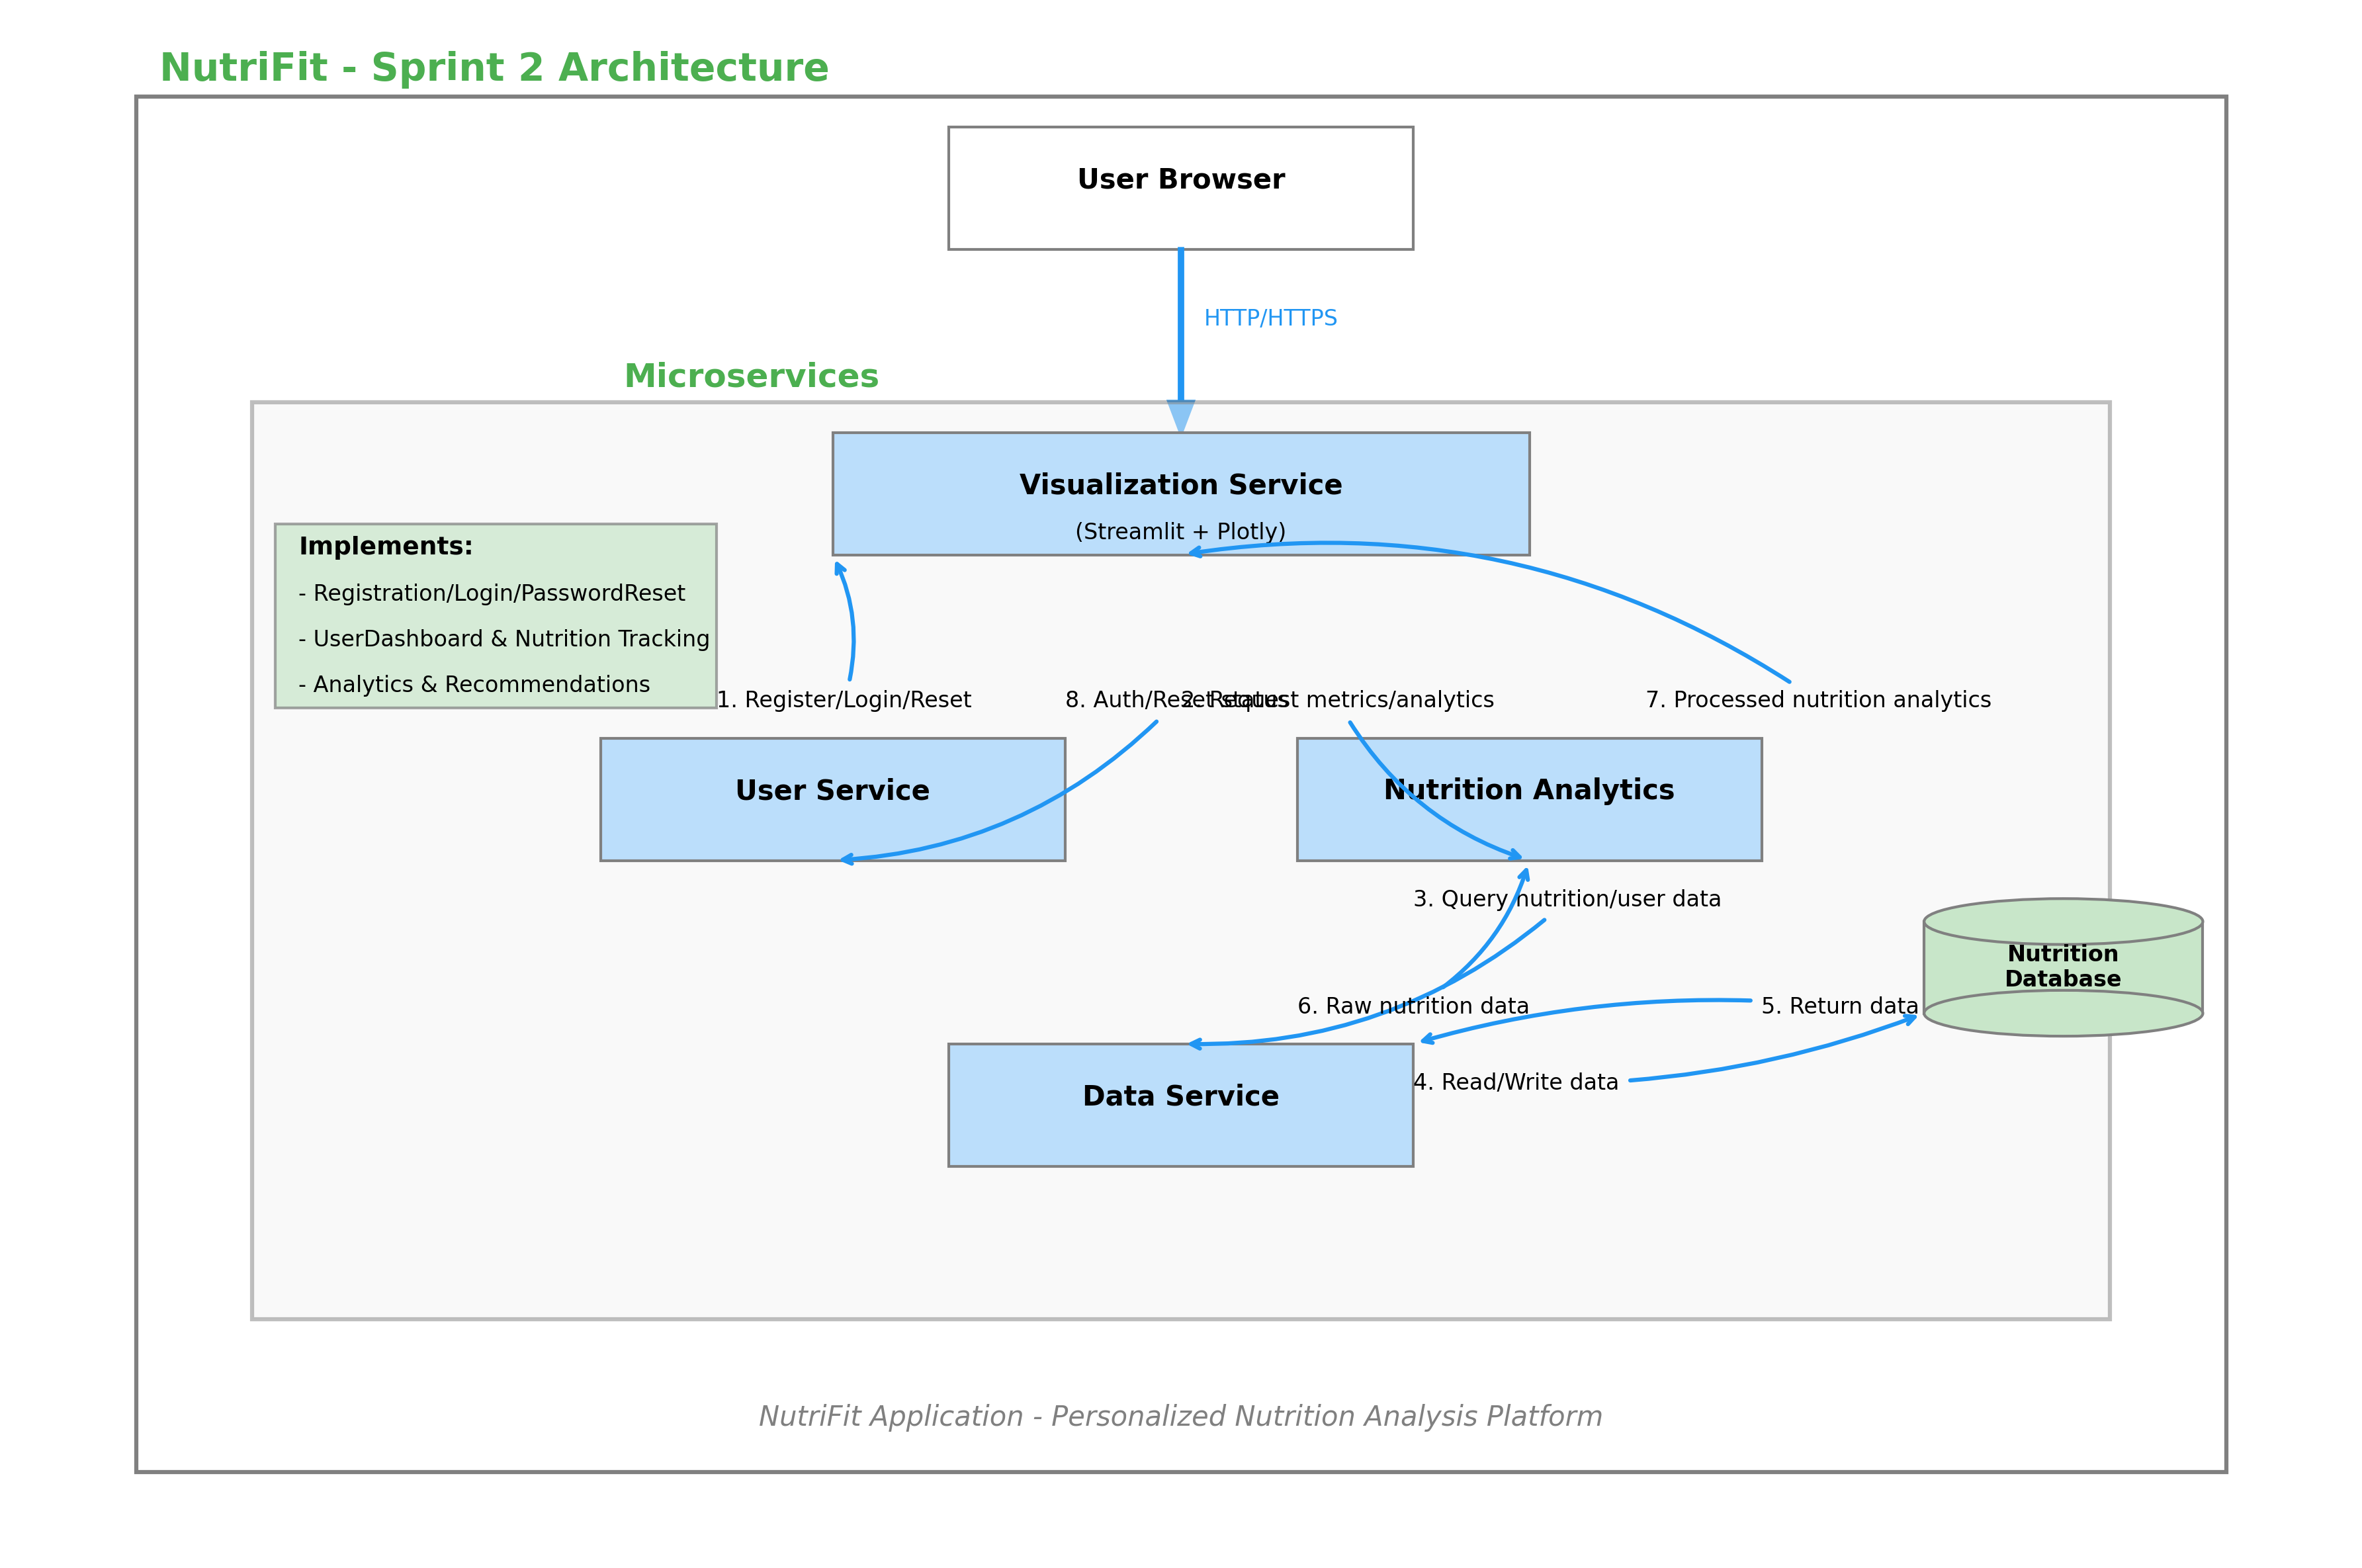 NutriFit - Sprint 2 Architecture
User Browser
HTTP/HTTPS
Microservices
Visualization Service
(Streamlit + Plotly)
Implements:
- Registration/Login/PasswordReset
- UserDashboard & Nutrition Tracking
- Analytics & Recommendations
1. Register/Login/Reset
8. Auth/Reset status
2. Request metrics/analytics
7. Processed nutrition analytics
User Service
Nutrition Analytics
3. Query nutrition/user data
Nutrition
Database
6. Raw nutrition data
5. Return data
4. Read/Write data
Data Service
NutriFit Application - Personalized Nutrition Analysis Platform